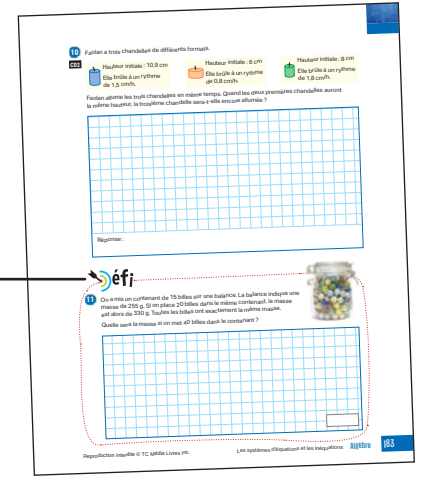 10 Faolan a trois chandelles de différents formats.
CD2
Hauteur initiale : 10,9 cm
Elle brûle à un rythme
de 1,5 cm/h.
Hauteur initiale : 6 cm
Elle brûle à un rythme
de 0,8 cm/h.
Hauteur initiale : 8 cm
Elle brûle à un rythme
de 1,8 cm/h.
Faolan allume les trois chandelles en même temps. Quand les deux premières chandelles auront
la même hauteur, la troisième chandelle sera-t-elle encore allumée ?
Réponse :
Défi
11 On a mis un contenant de 15 billes sur une balance. La balance indique une
masse de 255 g. Si on place 20 billes dans le même contenant, la masse
est alors de 330 g. Toutes les billes ont exactement la même masse.
Quelle sera la masse si on met 40 billes dans le contenant ?
Reproduction interdite © TC Média Livres Inc.
Les systèmes d'équations et les inéquations Algèbre 183